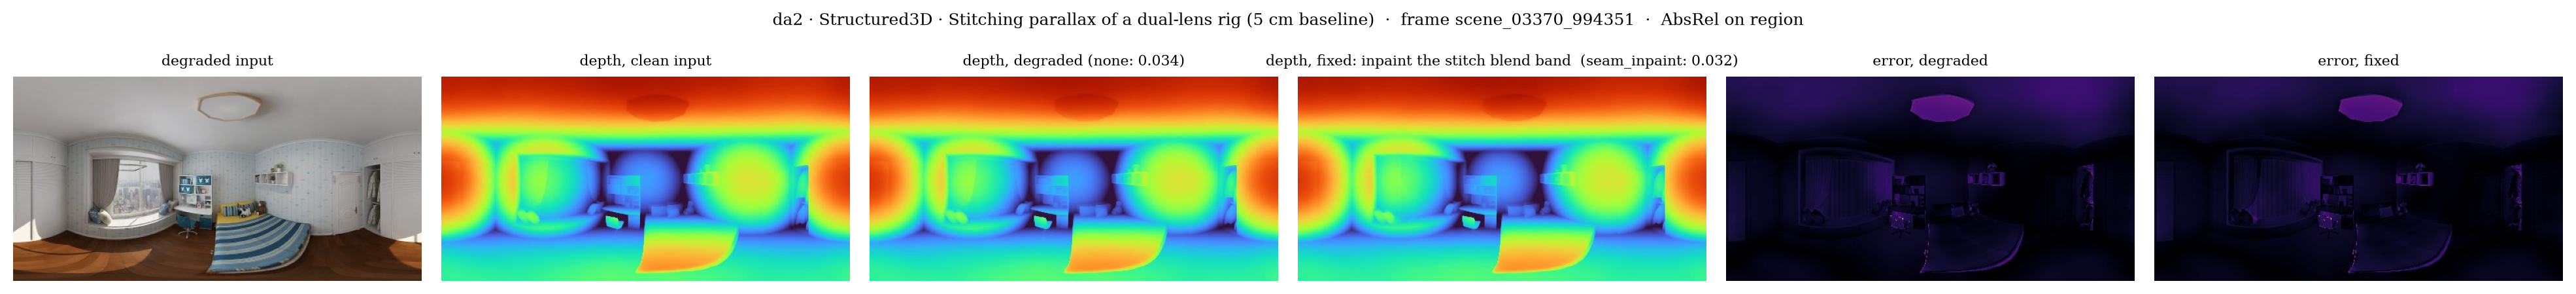 da2 · Structured3D · Stitching parallax of a dual-lens rig (5 cm baseline) · frame scene_03370_994351 · AbsRel on region
degraded input
depth, clean input
depth, degraded (none: 0.034)
depth, fixed: inpaint the stitch blend band (seam_inpaint: 0.032)
error, degraded
error, fixed